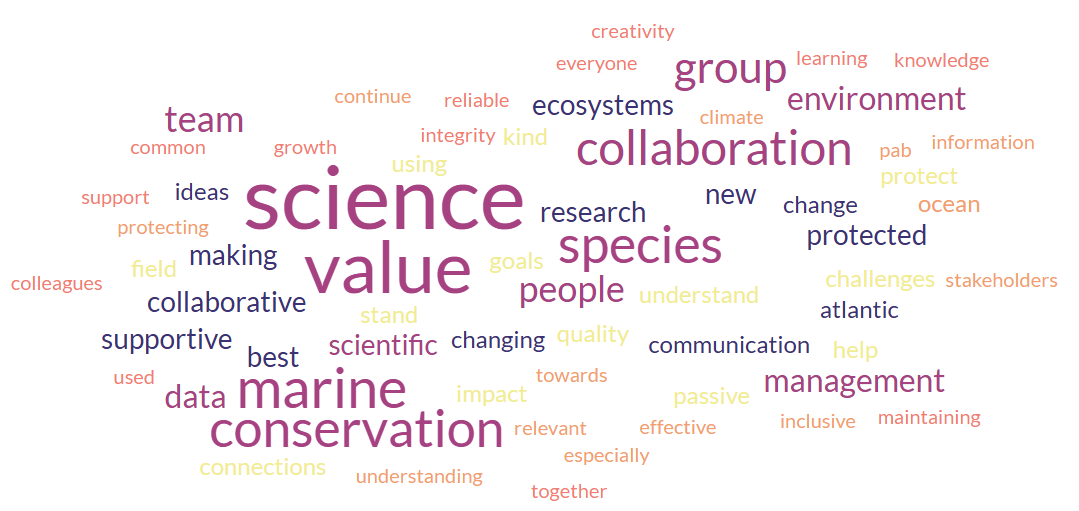 creativity
everyone
group
learning
knowledge
continue
reliable
ecosystems
environment
team
climate
common
growth
integrity
kind
collaboration
pab
information
using
support
ideas
science
research
new
change
protect
ocean
protecting
making
value
goals
species
protected
colleagues
field
collaborative
stand
people
understand
challenges
stakeholders
atlantic
supportive
best
scientific
changing
quality
communication
help
used
data
marine
impact
towards
passive
management
conservation
relevant
effective
inclusive
maintaining
connections
understanding
especially
together